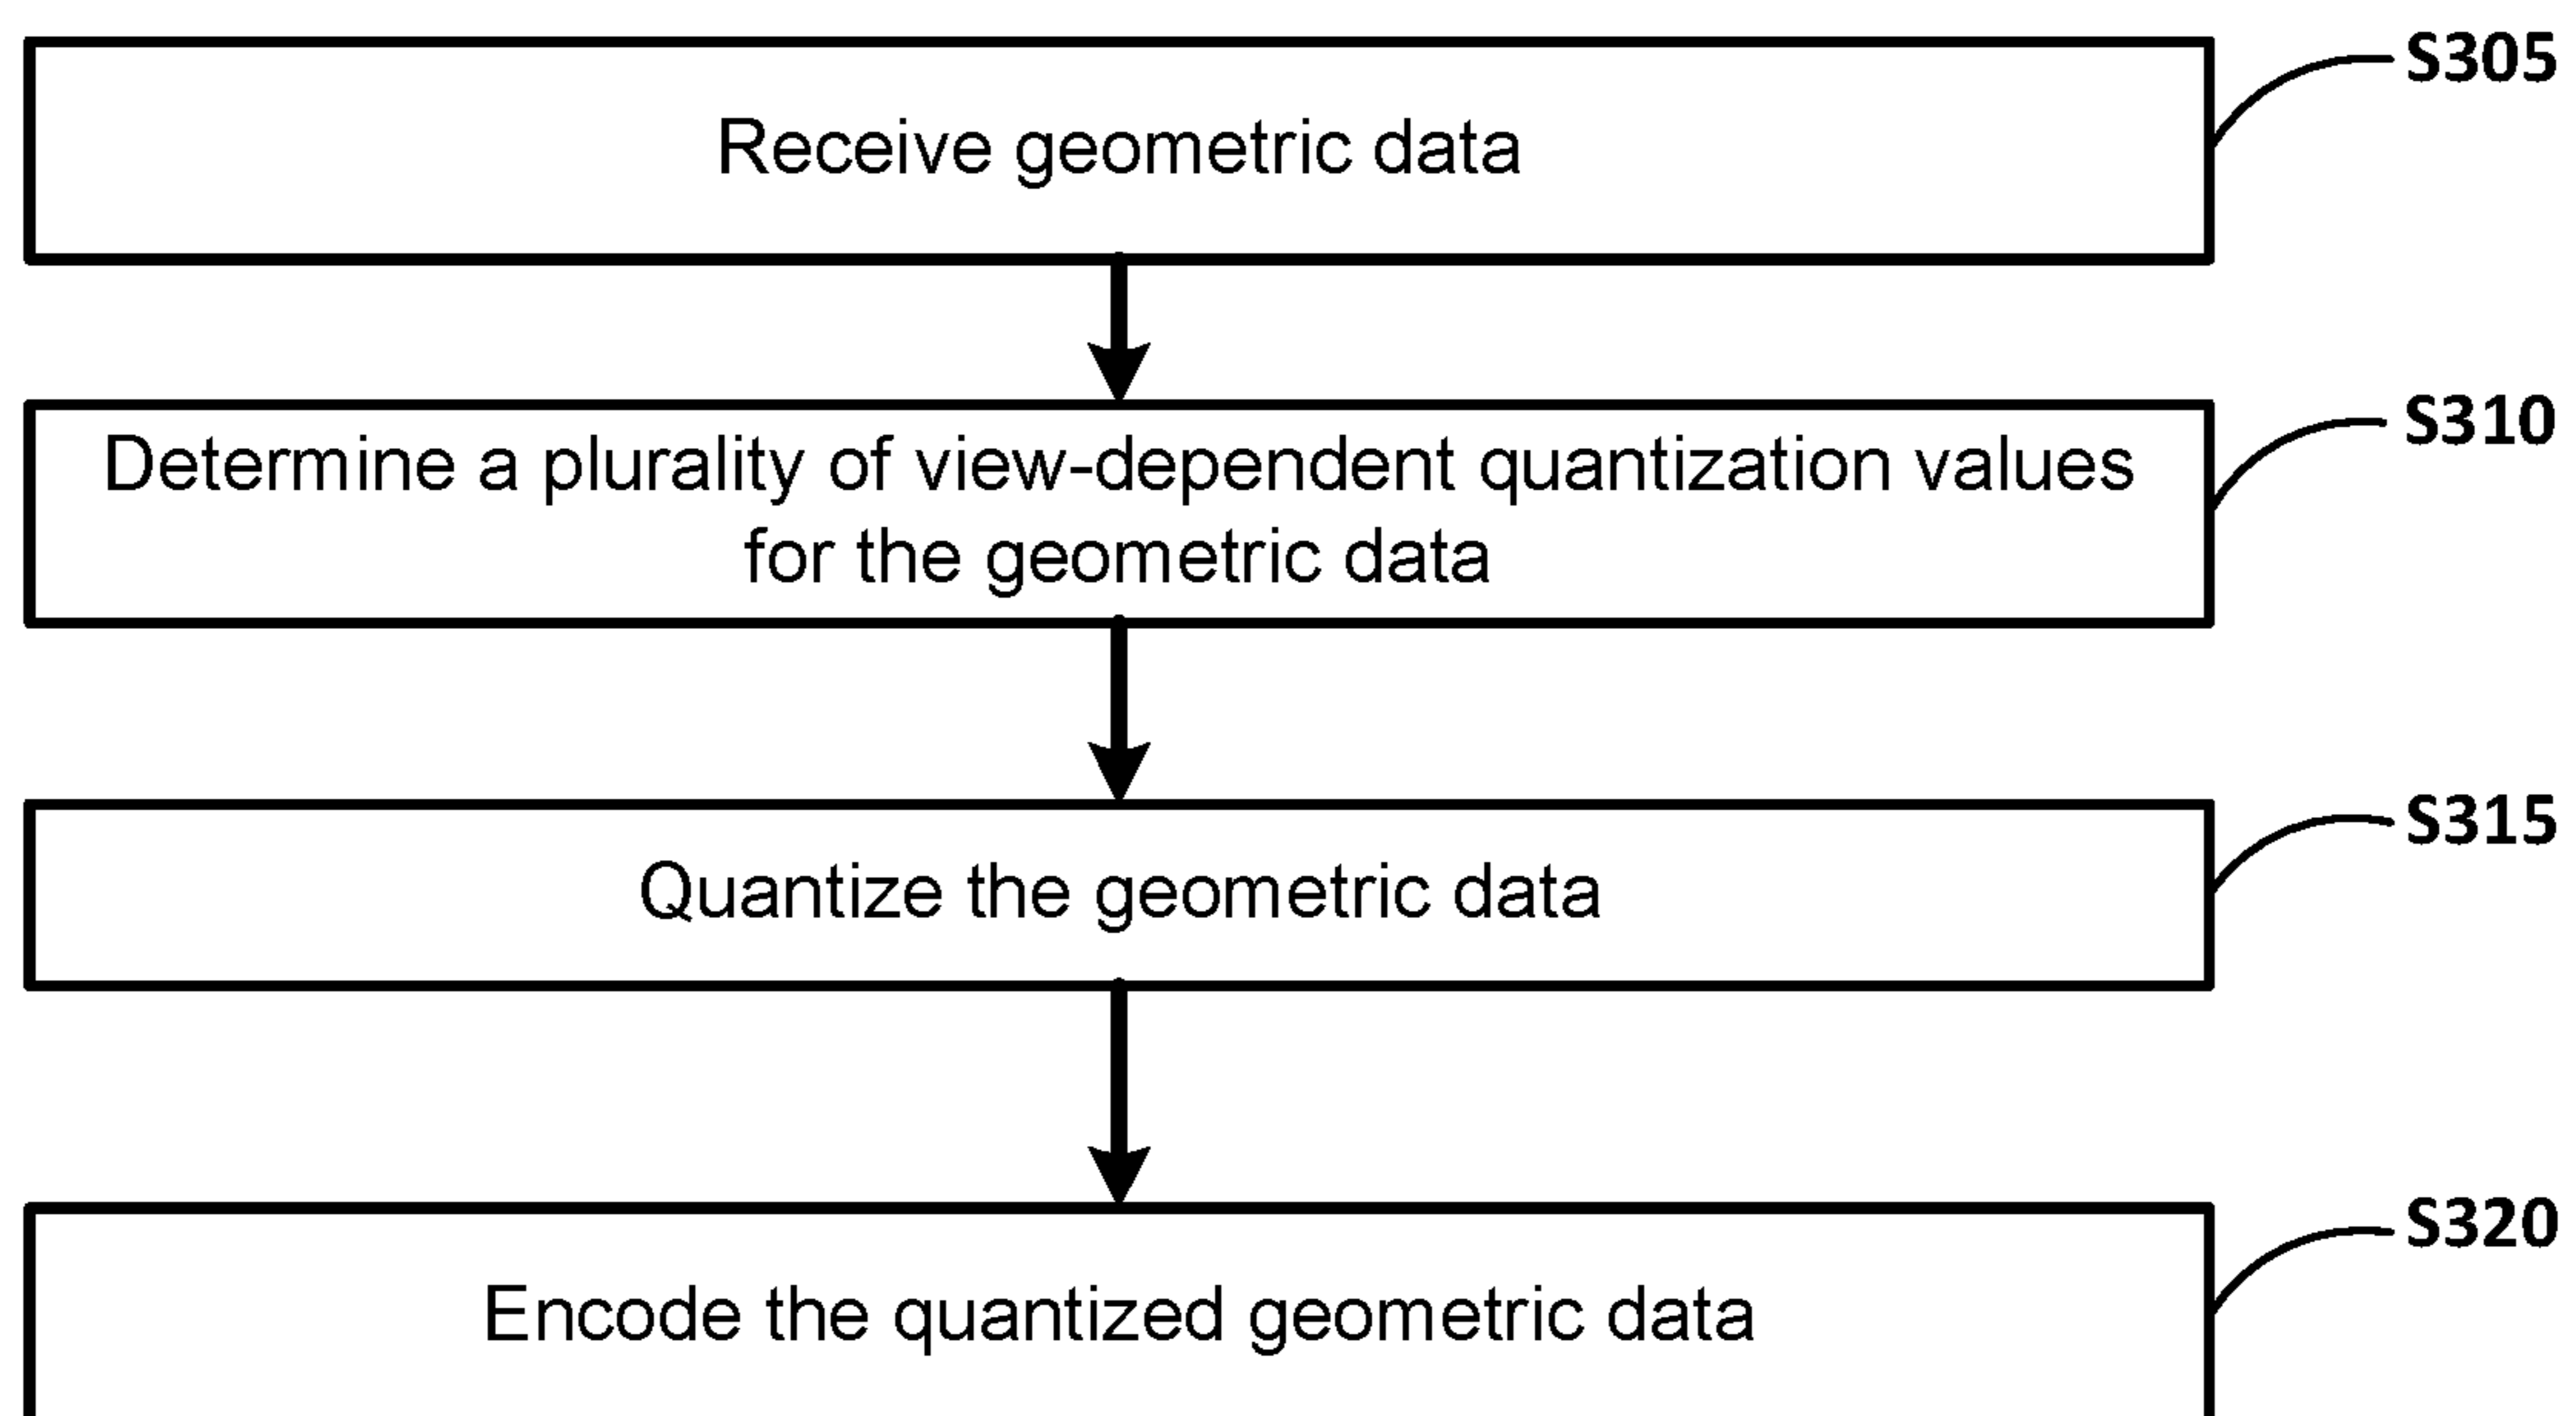 Receive geometric data
S305
Determine a plurality of view-dependent quantization values
for the geometric data
S310
Quantize the geometric data
S315
Encode the quantized geometric data
S320